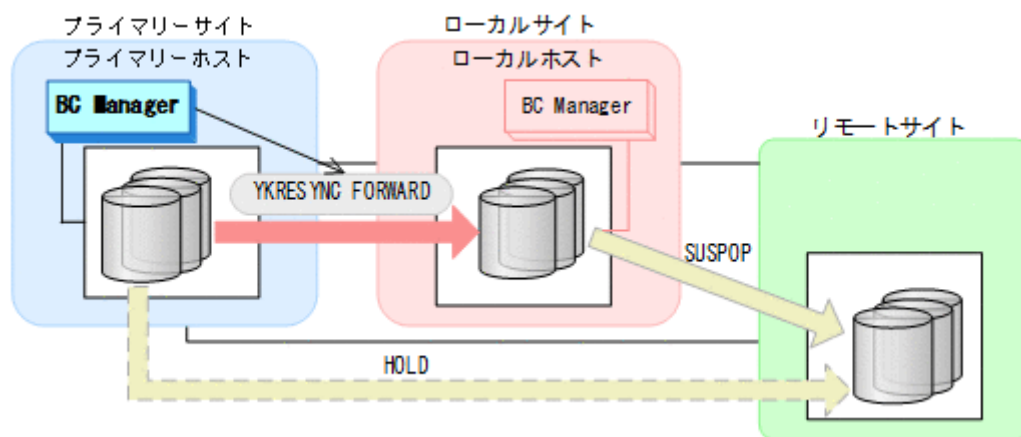 プライマリーサイト
ローカルサイト
プライマリーホスト
ローカルホスト
BC Manager
BC Manager
リモートサイト
YKRESYNC FORWARD
SUSPOP
HOLD